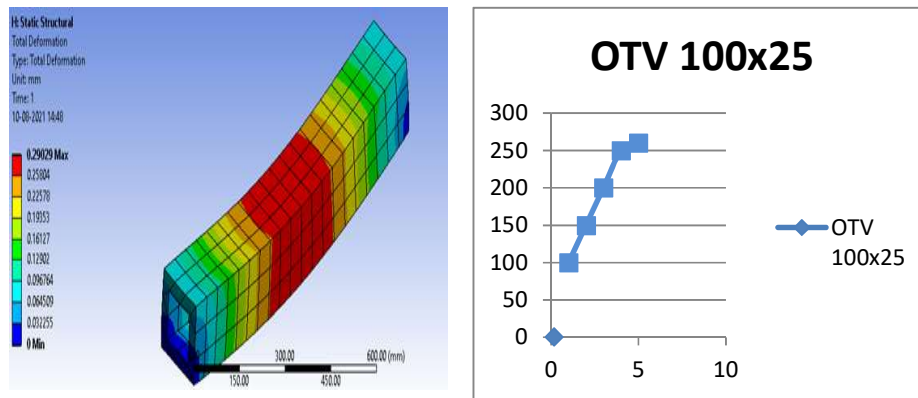 H: Static Structural
Total Deformation
Type: Total Deformation
Unit: mm
Time: 1
10-08-2021 14:48
0.29029 Max
0.25804
0.22578
0.19353
0.16127
0.12902
0.096764
0.064509
0.032255
0 Min
0.00
300.00
600.00 (mm)
150.00
450.00
OTV 100x25
300
250
200
150
100
50
0
0
5
10
OTV
100x25